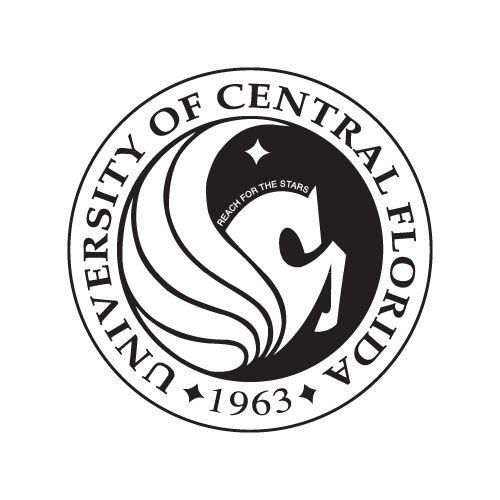 UNIVERSITY OF CENTRAL FLORIDA
REACH FOR THE STARS
1963